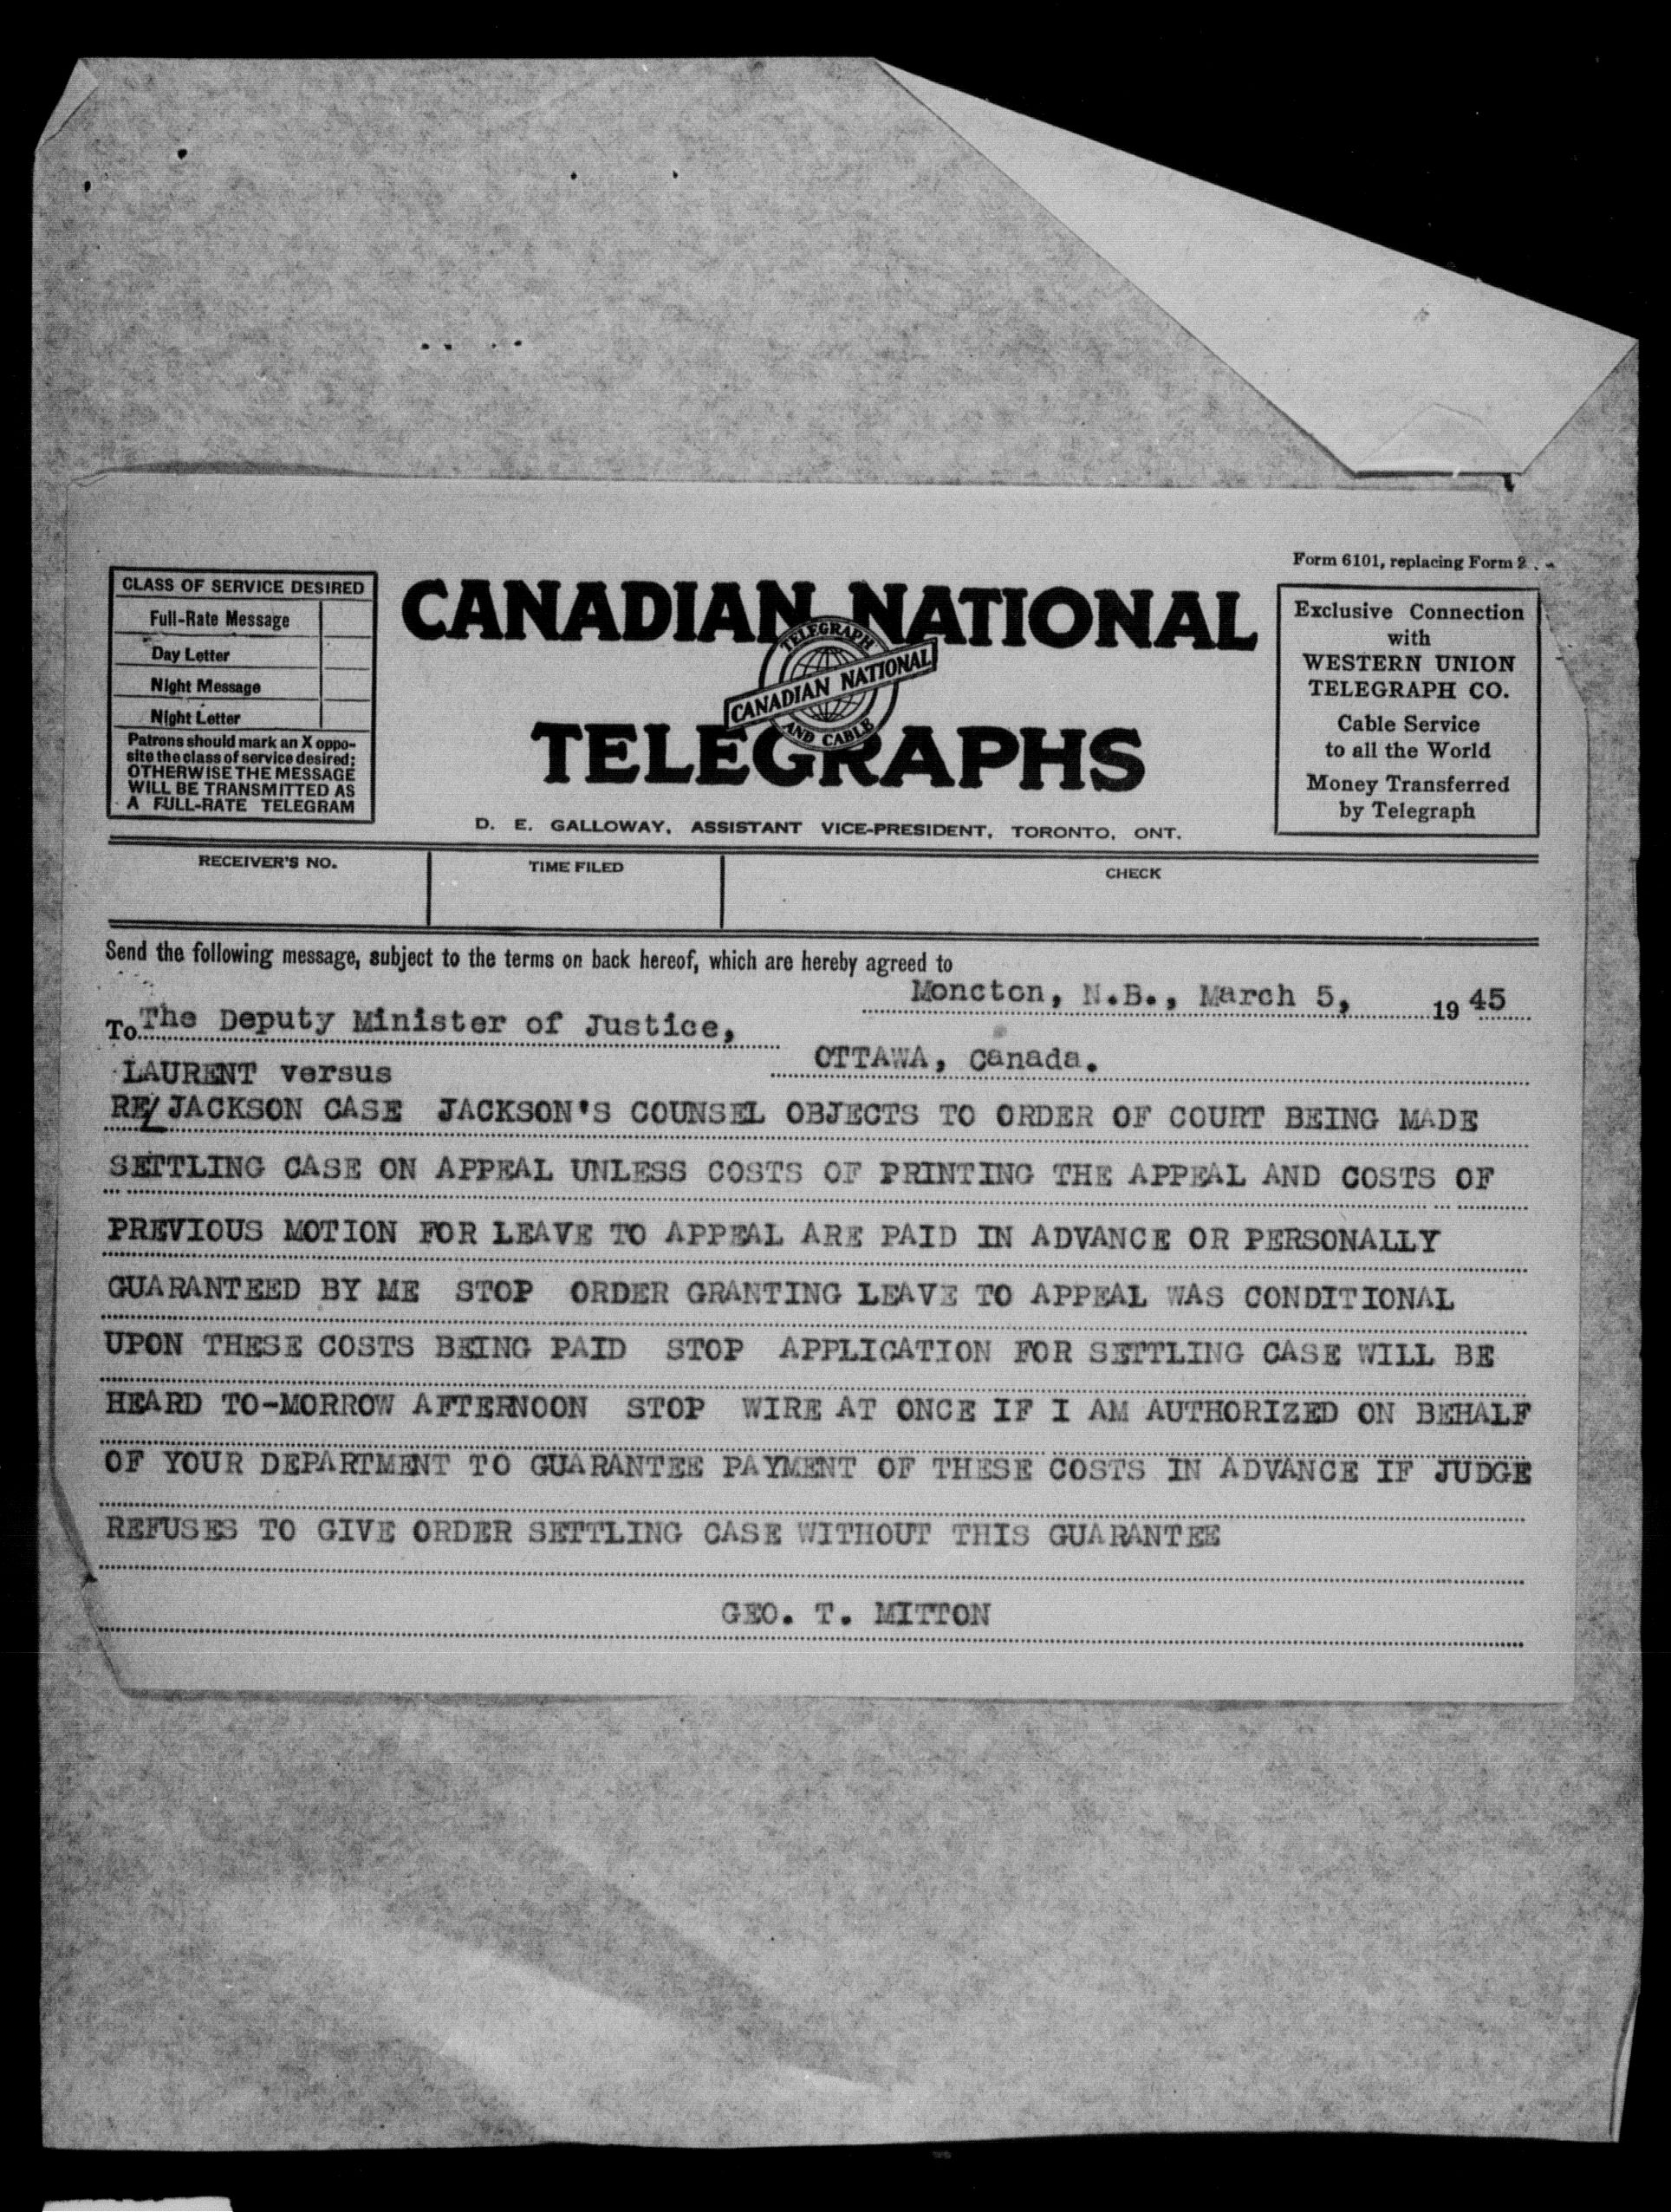 Form 6101, replacing Form 2
CLASS OF SERVICE DESIRED
Full-Rate Message
Day Letter
Night Message
Night Letter
Patrons should mark an X oppo-
site the class of service desired;
OTHERWISE THE MESSAGE
WILL BE TRANSMITTED AS
A FULL-RATE TELEGRAM
CANADIAN NATIONAL
TELEGRAPH
CANADIAN NATIONAL
AND CABLE
TELEGRAPHS
D. E. GALLOWAY, ASSISTANT VICE-PRESIDENT, TORONTO, ONT.
Exclusive Connection
with
WESTERN UNION
TELEGRAPH CO.
Cable Service
to all the World
Money Transferred
by Telegraph
RECEIVER'S NO. TIME FILED CHECK
Send the following message, subject to the terms on back hereof, which are hereby agreed to
Moncton, N.B., March 5, 19 45
To The Deputy Minister of Justice,
OTTAWA, Canada.
LAURENT versus
RE/ JACKSON CASE JACKSON'S COUNSEL OBJECTS TO ORDER OF COURT BEING MADE
SETTLING CASE ON APPEAL UNLESS COSTS OF PRINTING THE APPEAL AND COSTS OF
PREVIOUS MOTION FOR LEAVE TO APPEAL ARE PAID IN ADVANCE OR PERSONALLY
GUARANTEED BY ME STOP ORDER GRANTING LEAVE TO APPEAL WAS CONDITIONAL
UPON THESE COSTS BEING PAID STOP APPLICATION FOR SETTLING CASE WILL BE
HEARD TO-MORROW AFTERNOON STOP WIRE AT ONCE IF I AM AUTHORIZED ON BEHALF
OF YOUR DEPARTMENT TO GUARANTEE PAYMENT OF THESE COSTS IN ADVANCE IF JUDGE
REFUSES TO GIVE ORDER SETTLING CASE WITHOUT THIS GUARANTEE
GEO. T. MITTON